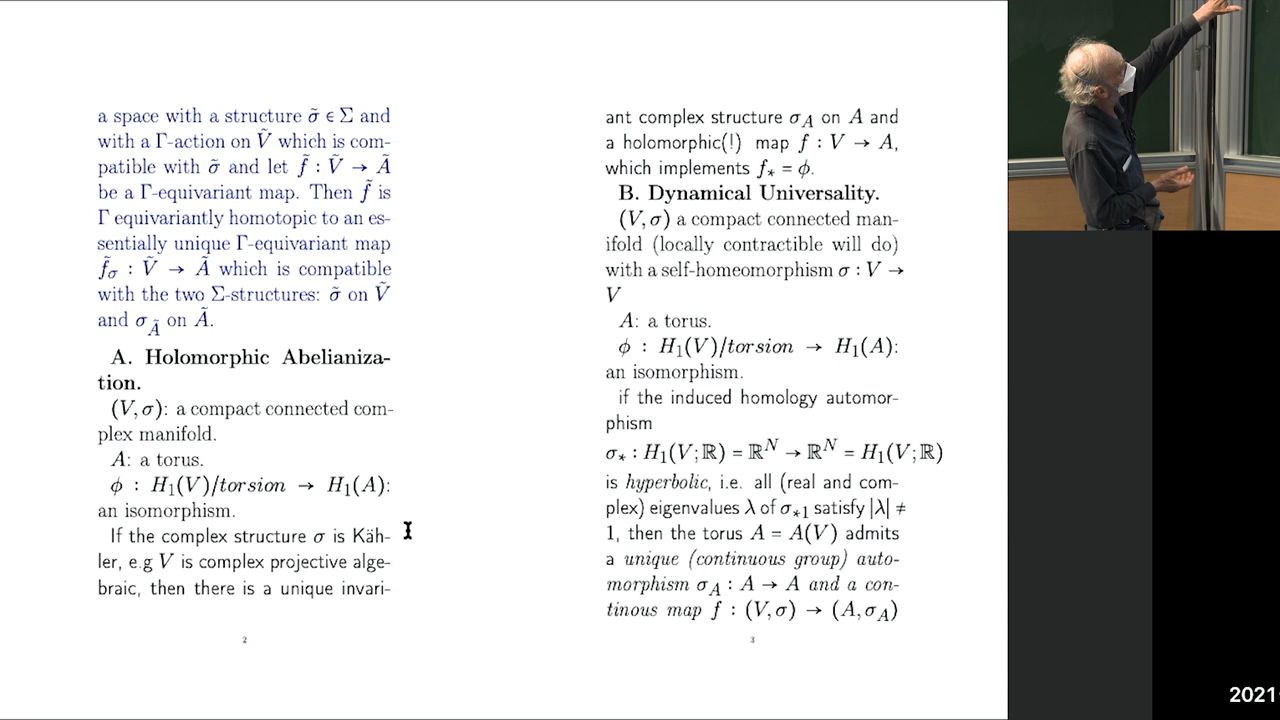 a space with a structure σ̃ ∈ Σ and
with a Γ-action on Ṽ which is com-
patible with σ̃ and let f̃ : Ṽ → Ã
be a Γ-equivariant map. Then f̃ is
Γ equivariantly homotopic to an es-
sentially unique Γ-equivariant map
f̃_σ : Ṽ → Ã which is compatible
with the two Σ-structures: σ̃ on Ṽ
and σ_Ã on Ã.
A. Holomorphic Abelianiza-
tion.
(V, σ): a compact connected com-
plex manifold.
A: a torus.
ϕ : H₁(V)/torsion → H₁(A):
an isomorphism.
If the complex structure σ is Käh-
ler, e.g V is complex projective alge-
braic, then there is a unique invari-
2
ant complex structure σ_A on A and
a holomorphic(!) map f : V → A,
which implements f_* = ϕ.
B. Dynamical Universality.
(V, σ) a compact connected man-
ifold (locally contractible will do)
with a self-homeomorphism σ : V →
V
A: a torus.
ϕ : H₁(V)/torsion → H₁(A):
an isomorphism.
if the induced homology automor-
phism
σ_* : H₁(V; ℝ) = ℝᴺ → ℝᴺ = H₁(V; ℝ)
is hyperbolic, i.e. all (real and com-
plex) eigenvalues λ of σ_*1 satisfy |λ| ≠
1, then the torus A = A(V) admits
a unique (continuous group) auto-
morphism σ_A : A → A and a con-
tinous map f : (V, σ) → (A, σ_A)
3
2021